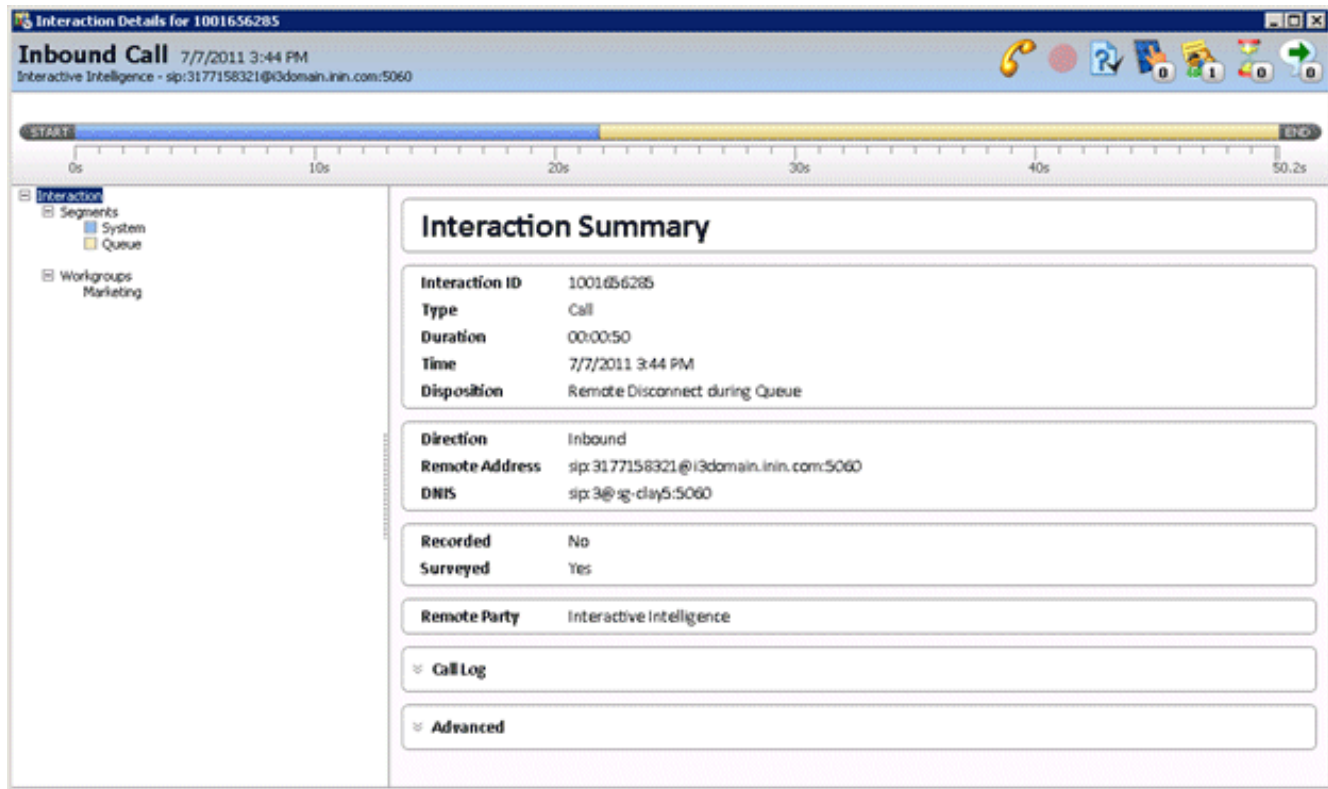 Interaction Details for 1001656285
Inbound Call 7/7/2011 3:44 PM
Interactive Intelligence - sip:3177158321@i3domain.inin.com:5060
0 1 0 0
START END
0s 10s 20s 30s 40s 50.2s
Interaction
Segments
System
Queue
Workgroups
Marketing
Interaction Summary
Interaction ID 1001656285
Type Call
Duration 00:00:50
Time 7/7/2011 3:44 PM
Disposition Remote Disconnect during Queue
Direction Inbound
Remote Address sip:3177158321@i3domain.inin.com:5060
DNIS sip:3@sg-clay5:5060
Recorded No
Surveyed Yes
Remote Party Interactive Intelligence
Call Log
Advanced